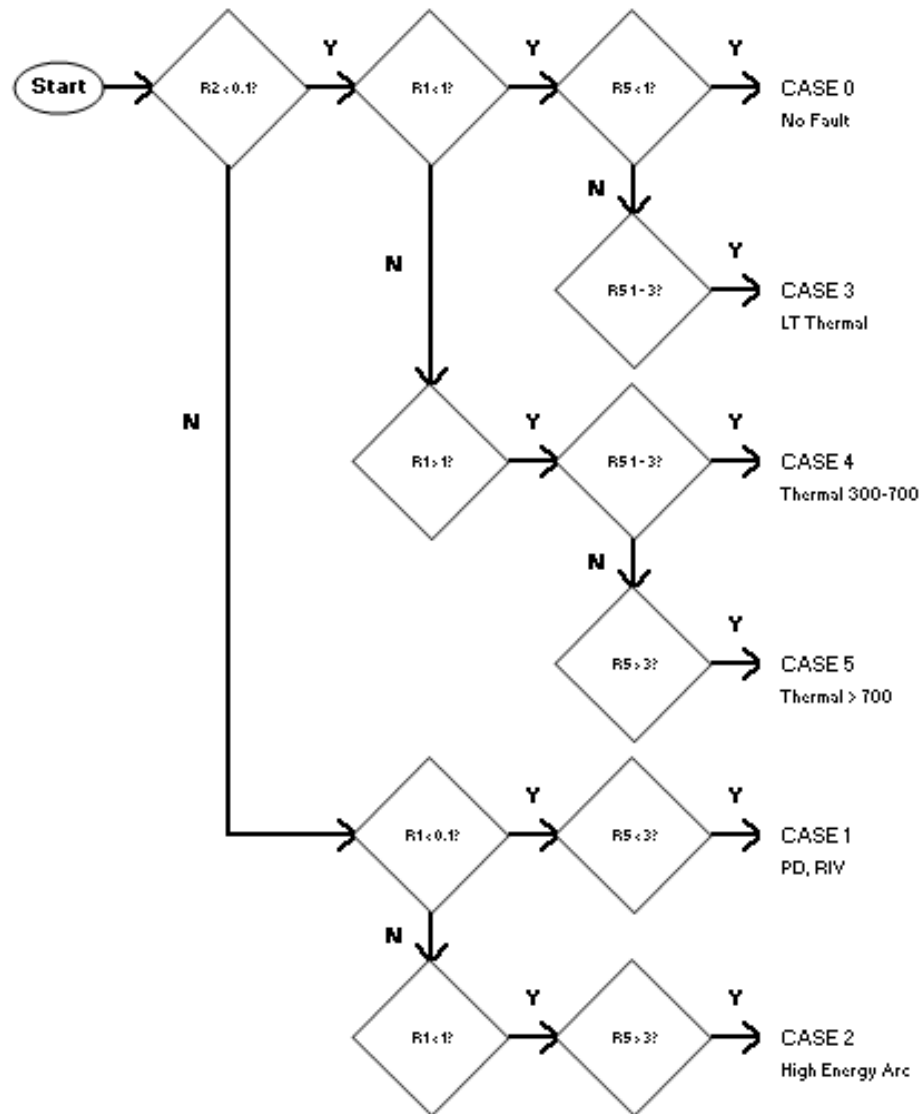 Y Y Y
Start R2<0.1? R1<1? R5<1? CASE 0
No Fault
N
N Y
R5 1-3? CASE 3
LT Thermal
N Y Y
R1>1? R5 1-3? CASE 4
Thermal 300-700
N
Y
R5>3? CASE 5
Thermal > 700
Y Y
R1<0.1? R5<3? CASE 1
PD, RIV
N
Y Y
R1<1? R5>3? CASE 2
High Energy Arc